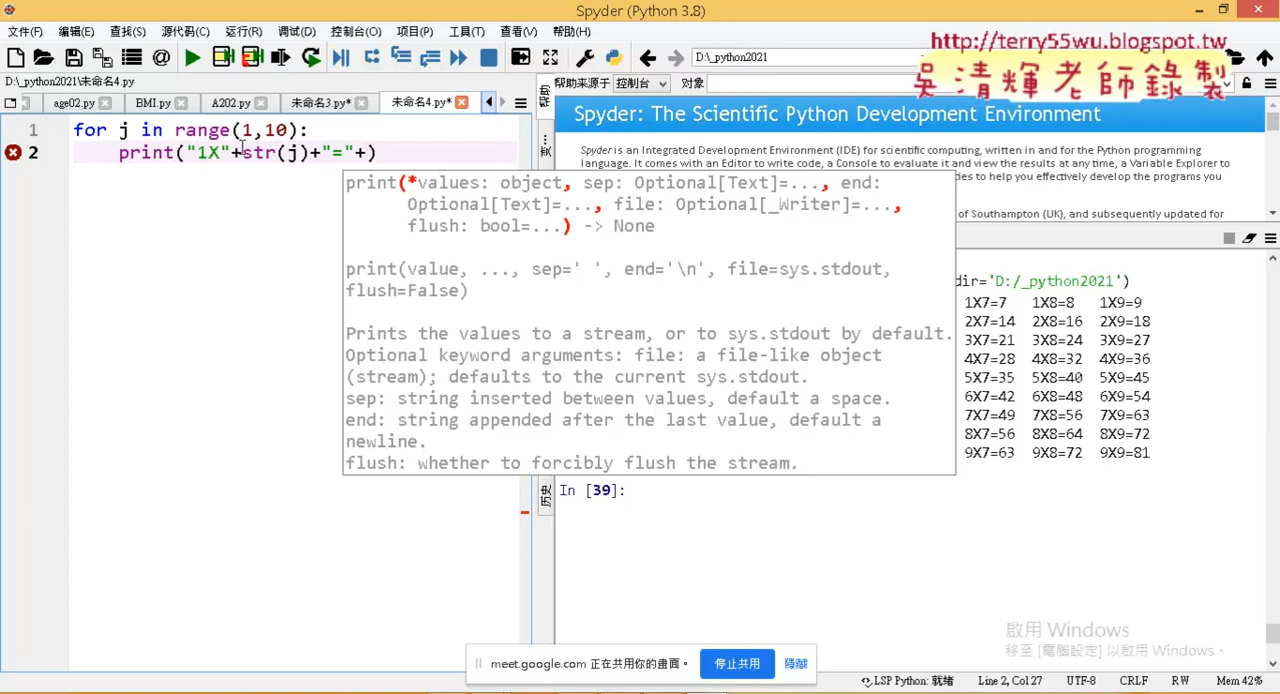 Spyder (Python 3.8)
文件(F) 编辑(E) 查找(S) 源代码(C) 运行(R) 调试(D) 控制台(O) 项目(P) 工具(T) 查看(V) 帮助(H)
D:\_python2021
http://terry55wu.blogspot.tw
吳清輝老師錄製
D:\_python2021\未命名4.py
age02.py BMI.py A202.py 未命名3.py* 未命名4.py*
帮助来源于 控制台 对象
帮助
1 for j in range(1,10):
2 print("1X"+str(j)+"="+)
Spyder: The Scientific Python Development Environment
Spyder is an Integrated Development Environment (IDE) for scientific computing, written in and for the Python programming
language. It comes with an Editor to write code, a Console to evaluate it and view the results at any time, a Variable Explorer to
ies to help you effectively develop the programs you
of Southampton (UK), and subsequently updated for
print(*values: object, sep: Optional[Text]=..., end:
Optional[Text]=..., file: Optional[_Writer]=...,
flush: bool=...) -> None
print(value, ..., sep=' ', end='\n', file=sys.stdout,
flush=False)
Prints the values to a stream, or to sys.stdout by default.
Optional keyword arguments: file: a file-like object
(stream); defaults to the current sys.stdout.
sep: string inserted between values, default a space.
end: string appended after the last value, default a
newline.
flush: whether to forcibly flush the stream.
dir='D:/_python2021')
1X7=7 1X8=8 1X9=9
2X7=14 2X8=16 2X9=18
3X7=21 3X8=24 3X9=27
4X7=28 4X8=32 4X9=36
5X7=35 5X8=40 5X9=45
6X7=42 6X8=48 6X9=54
7X7=49 7X8=56 7X9=63
8X7=56 8X8=64 8X9=72
9X7=63 9X8=72 9X9=81
历史
In [39]:
啟用 Windows
移至 [電腦設定] 以啟用 Windows。
meet.google.com 正在共用你的畫面。 停止共用 隱藏
LSP Python: 就绪 Line 2, Col 27 UTF-8 CRLF RW Mem 42%